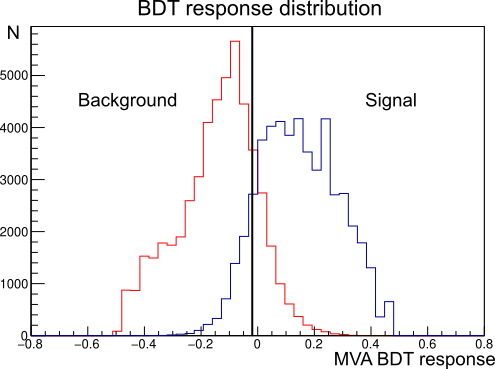 BDT response distribution
N
5000
Background
Signal
4000
3000
2000
1000
0
−0.8 −0.6 −0.4 −0.2 0 0.2 0.4 0.6 0.8
MVA BDT response